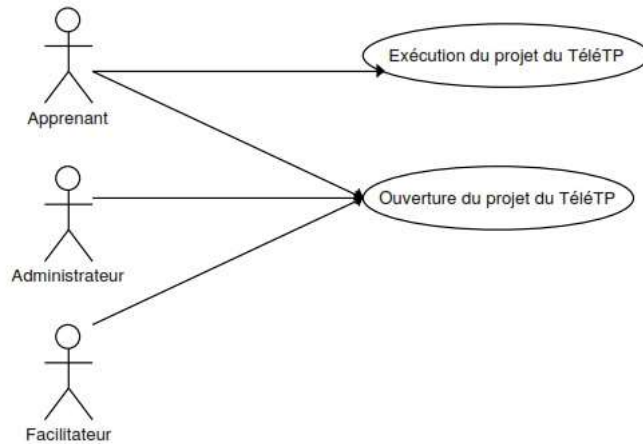 Exécution du projet du TéléTP
Apprenant
Ouverture du projet du TéléTP
Administrateur
Facilitateur